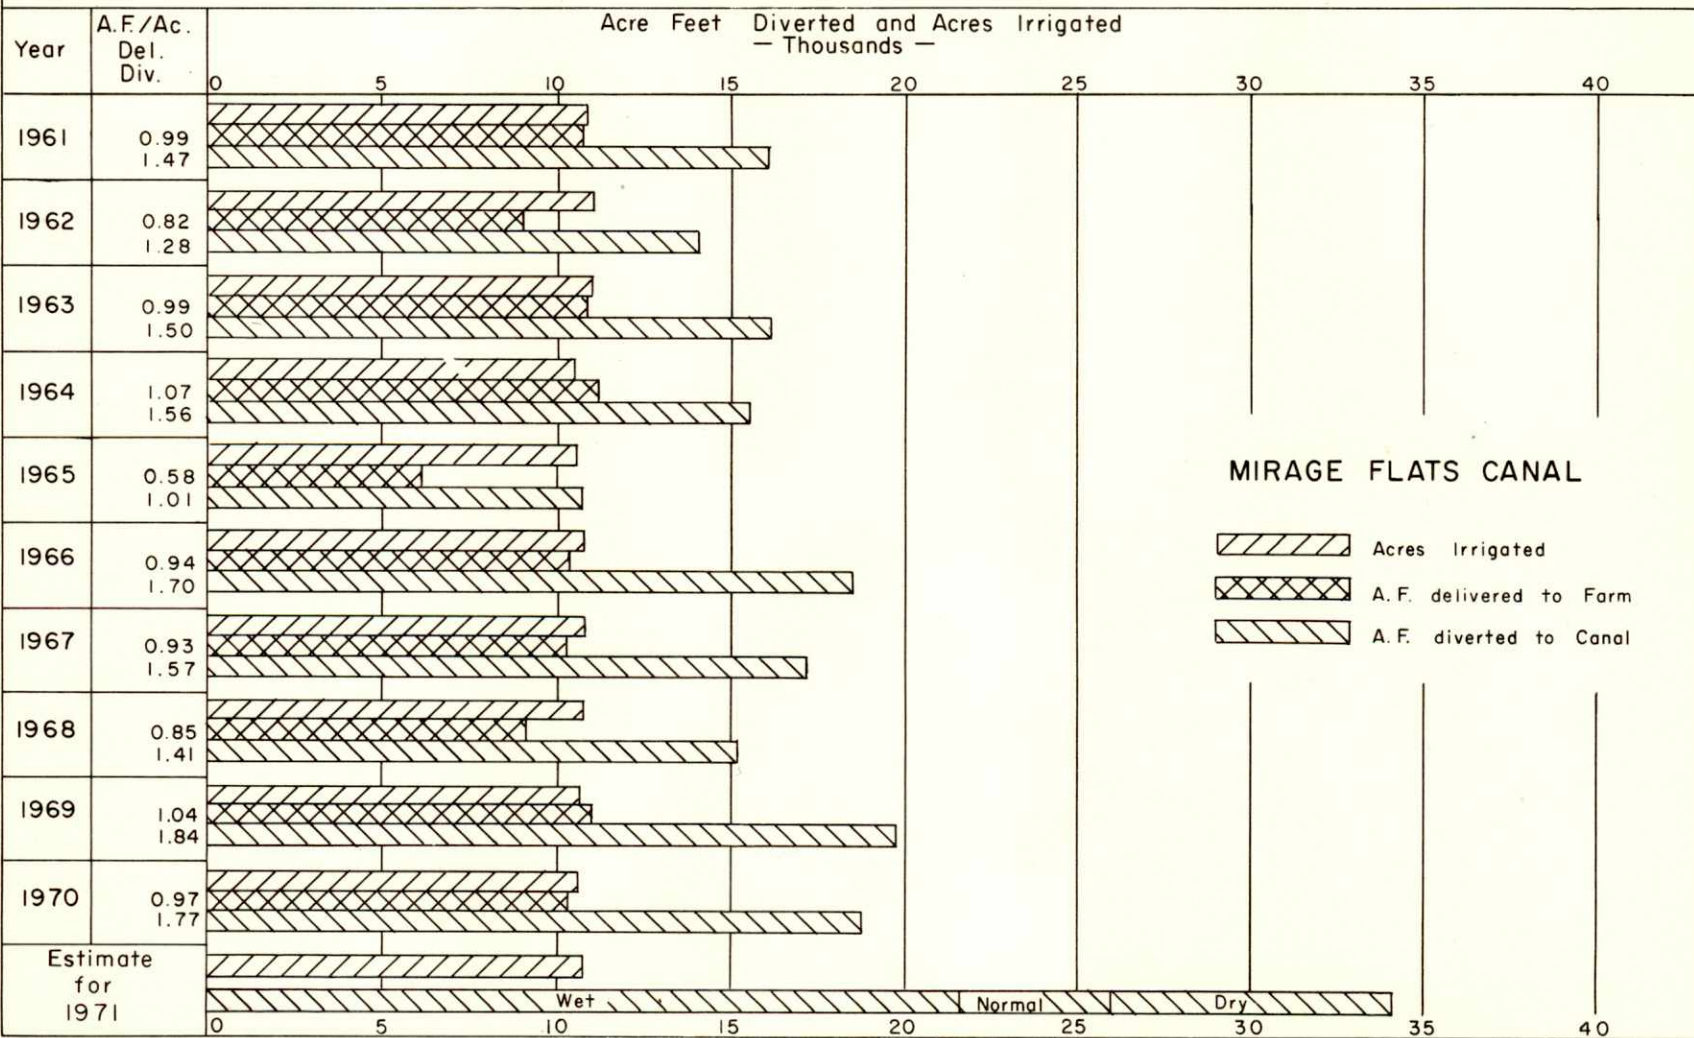 Acre Feet Diverted and Acres Irrigated
— Thousands —
Year
A.F./Ac.
Del.
Div.
0 5 10 15 20 25 30 35 40
1961
0.99
1.47
1962
0.82
1.28
1963
0.99
1.50
1964
1.07
1.56
1965
0.58
1.01
1966
0.94
1.70
1967
0.93
1.57
1968
0.85
1.41
1969
1.04
1.84
1970
0.97
1.77
MIRAGE FLATS CANAL
Acres Irrigated
A.F. delivered to Farm
A.F. diverted to Canal
Estimate
for
1971
Wet Normal Dry
0 5 10 15 20 25 30 35 40